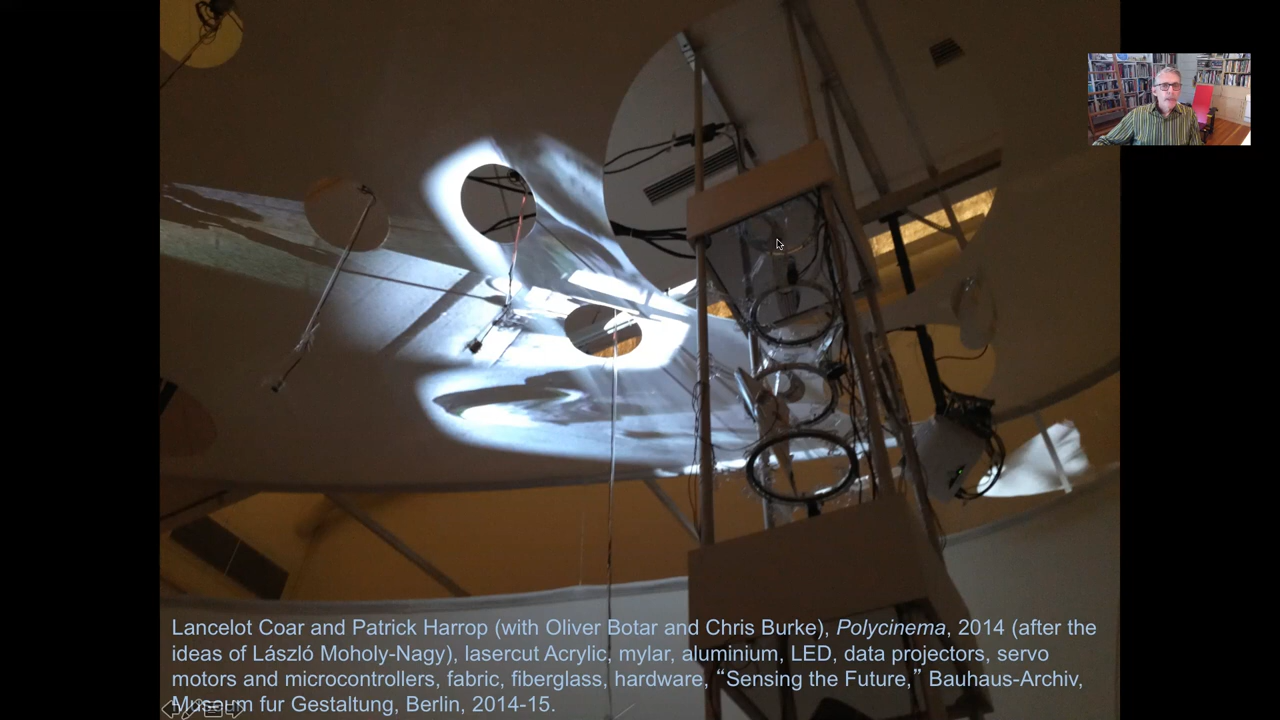 Lancelot Coar and Patrick Harrop (with Oliver Botar and Chris Burke), Polycinema, 2014 (after the
ideas of László Moholy-Nagy), lasercut Acrylic, mylar, aluminium, LED, data projectors, servo
motors and microcontrollers, fabric, fiberglass, hardware, “Sensing the Future,” Bauhaus-Archiv,
Museum fur Gestaltung, Berlin, 2014-15.